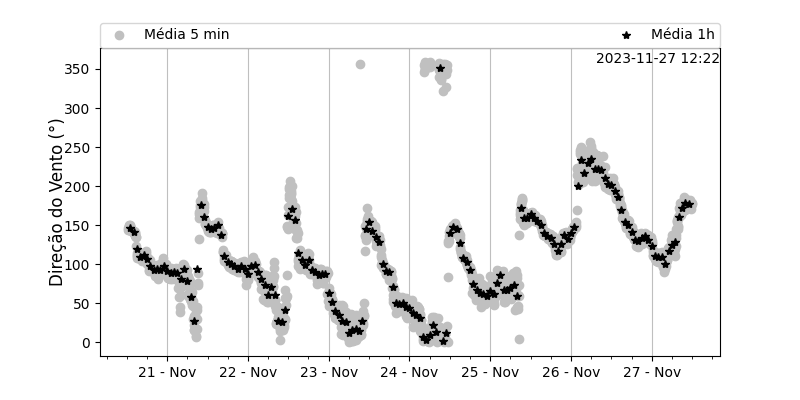 Média 5 min
Média 1h
2023-11-27 12:22
Direção do Vento (°)
350
300
250
200
150
100
50
0
21 - Nov
22 - Nov
23 - Nov
24 - Nov
25 - Nov
26 - Nov
27 - Nov